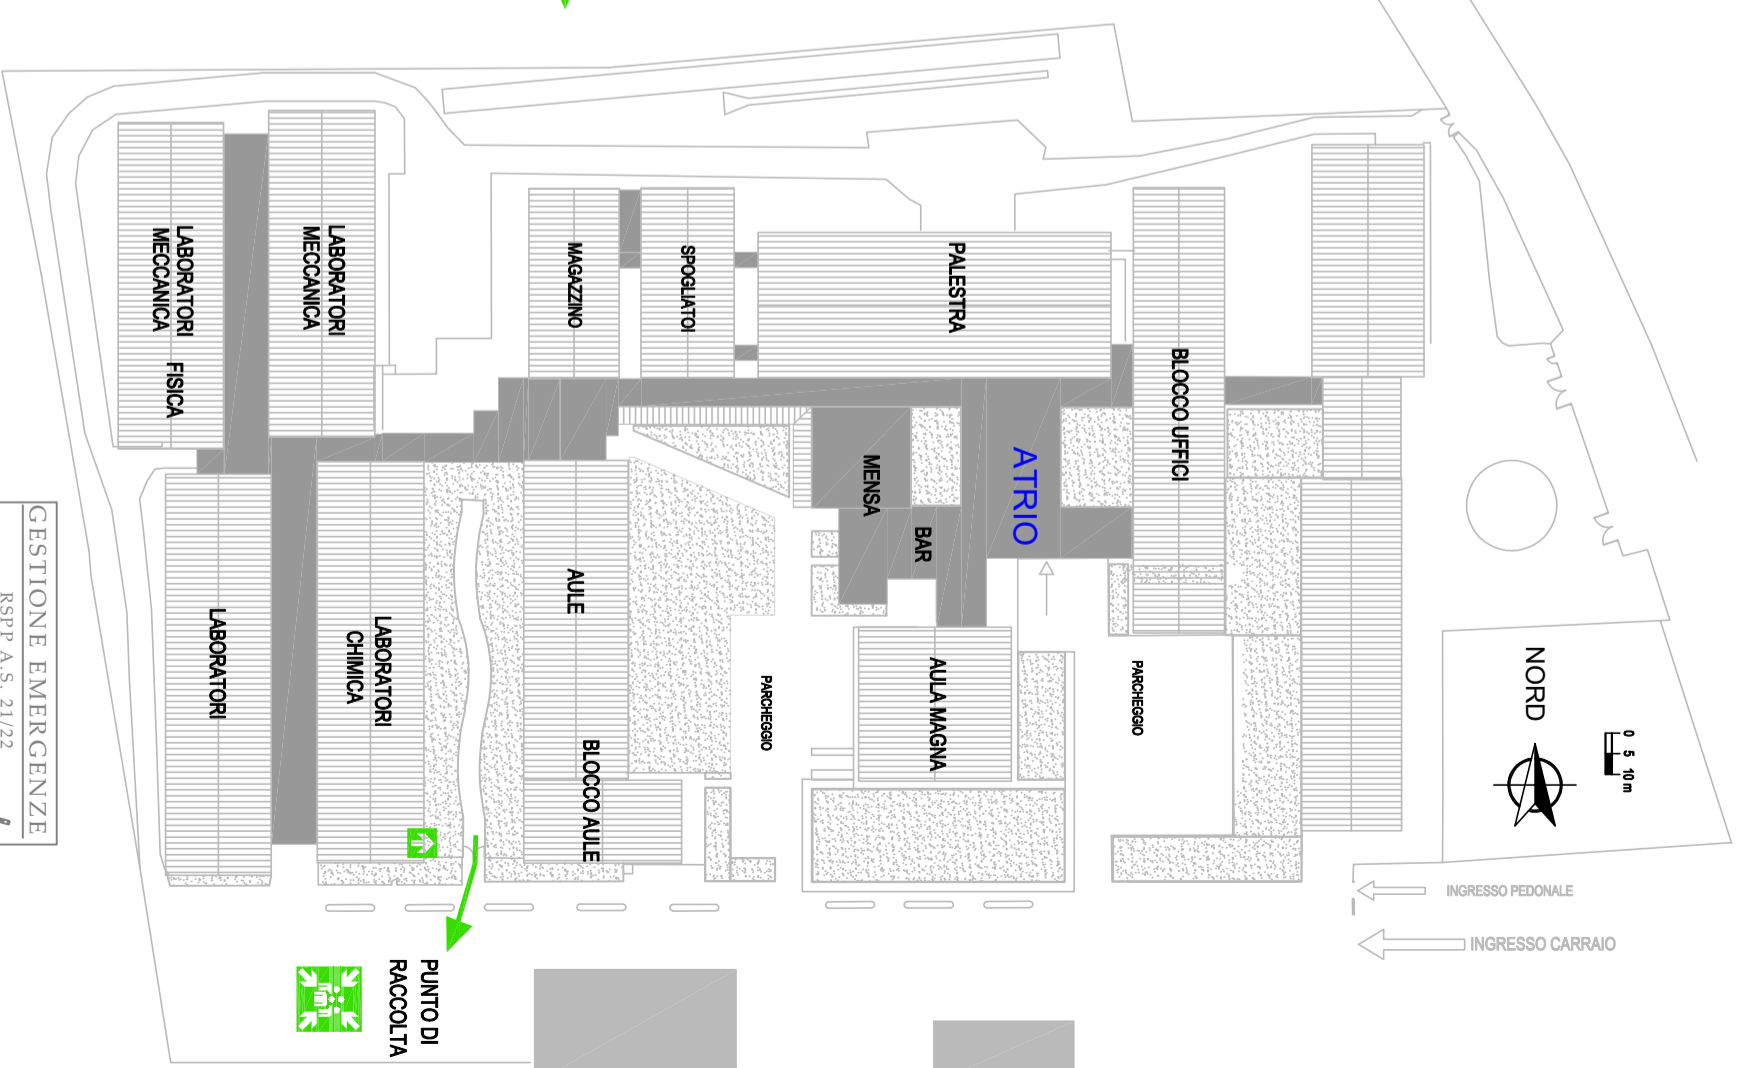 LABORATORI
MECCANICA
FISICA
LABORATORI
MECCANICA
MAGAZZINO
SPOGLIATOI
PALESTRA
BLOCCO UFFICI
MENSA
BAR
ATRIO
AULE
BLOCCO AULE
LABORATORI
LABORATORI
CHIMICA
AULA MAGNA
PARCHEGGIO
PARCHEGGIO
NORD
0 5 10 m
INGRESSO PEDONALE
INGRESSO CARRAIO
PUNTO DI
RACCOLTA
GESTIONE EMERGENZE
RSPP A.S. 21/22